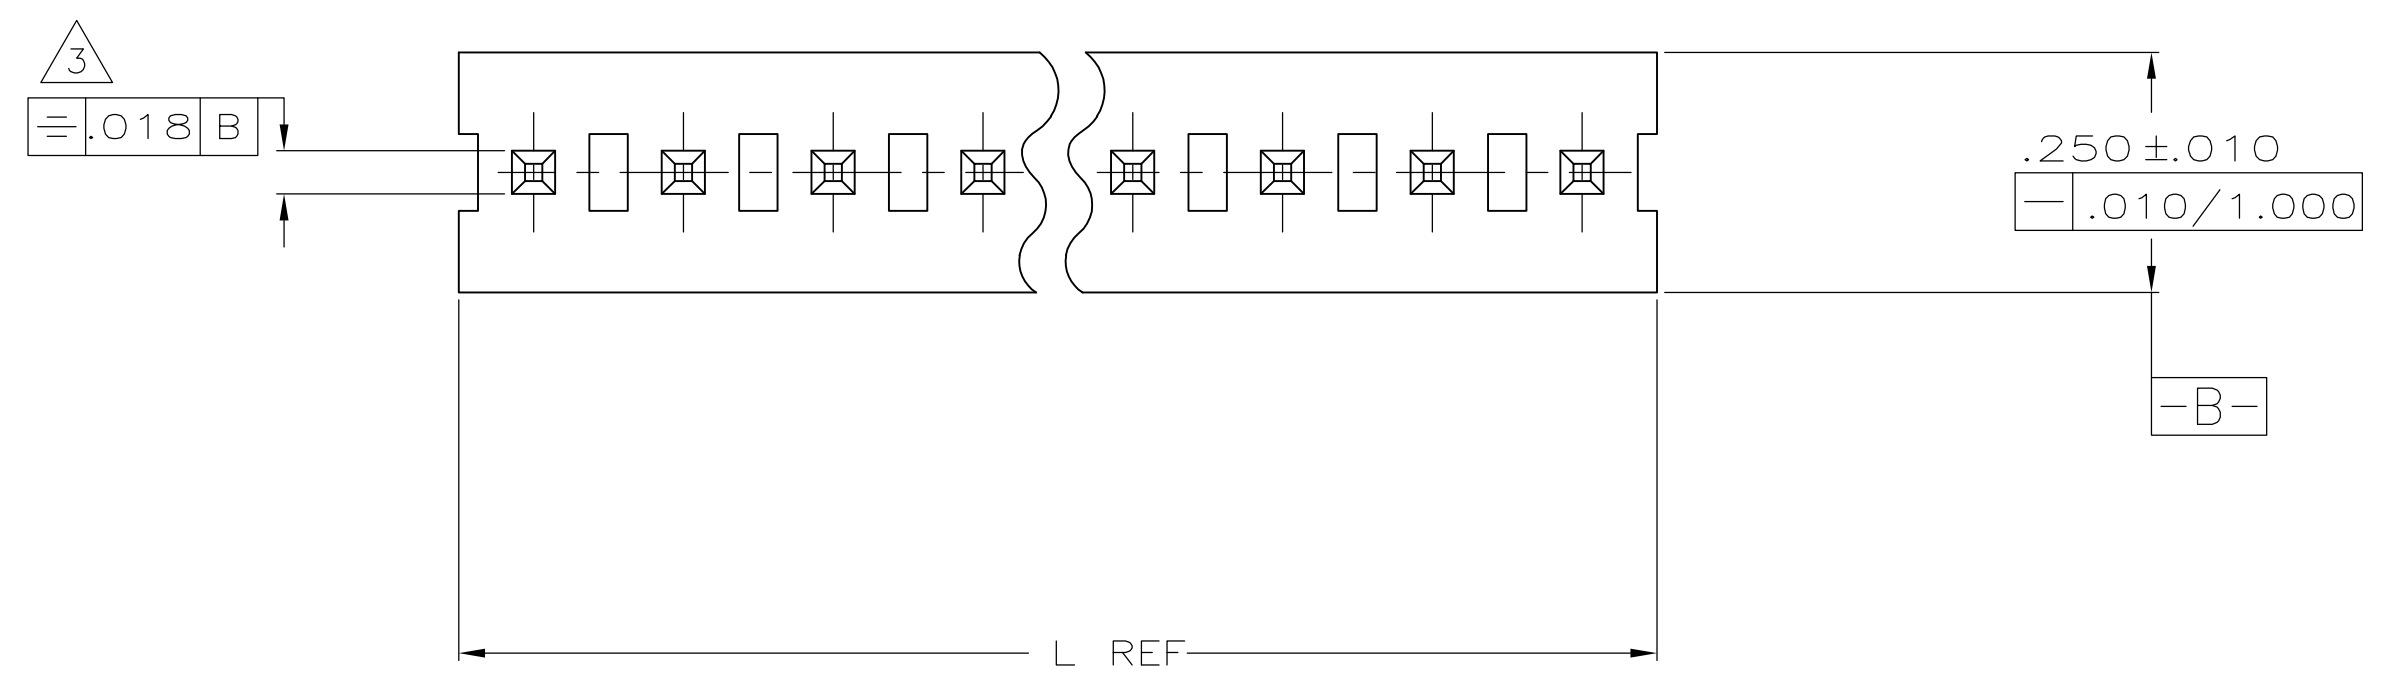 3
⌯ .018 B
.250±.010
⏤ .010/1.000
-B-
L REF